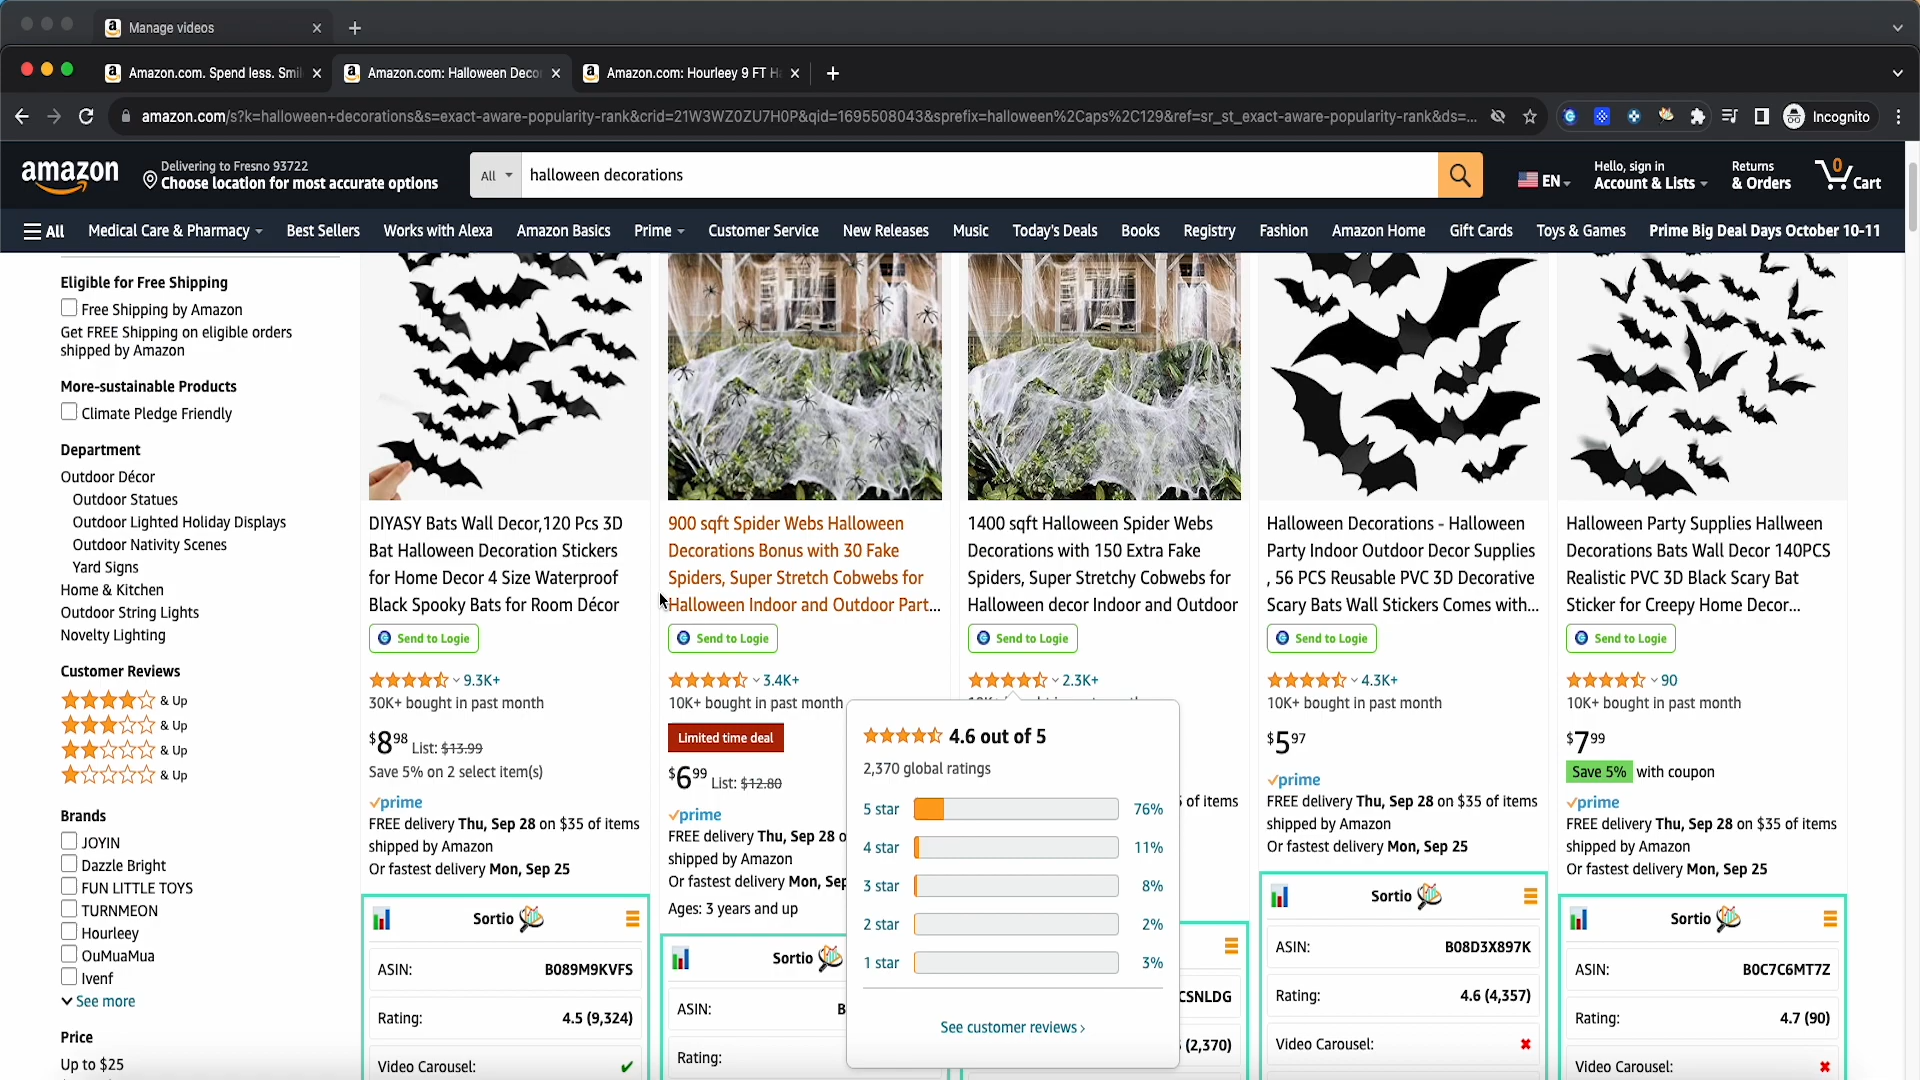 Manage videos
Amazon.com. Spend less. Smil
Amazon.com: Halloween Deco
Amazon.com: Hourleey 9 FT H
amazon.com/s?k=halloween+decorations&s=exact-aware-popularity-rank&crid=21W3WZ0ZU7H0P&qid=1695508043&sprefix=halloween%2Caps%2C129&ref=sr_st_exact-aware-popularity-rank&ds=...
Incognito
amazon
Delivering to Fresno 93722
Choose location for most accurate options
All
halloween decorations
EN
Hello, sign in
Account & Lists
Returns
& Orders
0
Cart
All
Medical Care & Pharmacy
Best Sellers
Works with Alexa
Amazon Basics
Prime
Customer Service
New Releases
Music
Today's Deals
Books
Registry
Fashion
Amazon Home
Gift Cards
Toys & Games
Prime Big Deal Days October 10-11
Eligible for Free Shipping
Free Shipping by Amazon
Get FREE Shipping on eligible orders
shipped by Amazon
More-sustainable Products
Climate Pledge Friendly
Department
Outdoor Décor
Outdoor Statues
Outdoor Lighted Holiday Displays
Outdoor Nativity Scenes
Yard Signs
Home & Kitchen
Outdoor String Lights
Novelty Lighting
Customer Reviews
& Up
& Up
& Up
& Up
Brands
JOYIN
Dazzle Bright
FUN LITTLE TOYS
TURNMEON
Hourleey
OuMuaMua
Ivenf
See more
Price
Up to $25
DIYASY Bats Wall Decor,120 Pcs 3D
Bat Halloween Decoration Stickers
for Home Decor 4 Size Waterproof
Black Spooky Bats for Room Décor
Send to Logie
9.3K+
30K+ bought in past month
$8 98 List: $13.99
Save 5% on 2 select item(s)
prime
FREE delivery Thu, Sep 28 on $35 of items
shipped by Amazon
Or fastest delivery Mon, Sep 25
Sortio
ASIN: B089M9KVFS
Rating: 4.5 (9,324)
Video Carousel:
900 sqft Spider Webs Halloween
Decorations Bonus with 30 Fake
Spiders, Super Stretch Cobwebs for
Halloween Indoor and Outdoor Part...
Send to Logie
3.4K+
10K+ bought in past month
Limited time deal
$6 99 List: $12.80
prime
FREE delivery Thu, Sep 28 o
shipped by Amazon
Or fastest delivery Mon, Sep
Ages: 3 years and up
Sortio
ASIN: B
Rating:
1400 sqft Halloween Spider Webs
Decorations with 150 Extra Fake
Spiders, Super Stretchy Cobwebs for
Halloween decor Indoor and Outdoor
Send to Logie
2.3K+
4.6 out of 5
2,370 global ratings
5 star 76%
4 star 11%
3 star 8%
2 star 2%
1 star 3%
See customer reviews
5 of items
CSNLDG
(2,370)
Halloween Decorations - Halloween
Party Indoor Outdoor Decor Supplies
, 56 PCS Reusable PVC 3D Decorative
Scary Bats Wall Stickers Comes with...
Send to Logie
4.3K+
10K+ bought in past month
$5 97
prime
FREE delivery Thu, Sep 28 on $35 of items
shipped by Amazon
Or fastest delivery Mon, Sep 25
Sortio
ASIN: B08D3X897K
Rating: 4.6 (4,357)
Video Carousel:
Halloween Party Supplies Hallween
Decorations Bats Wall Decor 140PCS
Realistic PVC 3D Black Scary Bat
Sticker for Creepy Home Decor...
Send to Logie
90
10K+ bought in past month
$7 99
Save 5% with coupon
prime
FREE delivery Thu, Sep 28 on $35 of items
shipped by Amazon
Or fastest delivery Mon, Sep 25
Sortio
ASIN: B0C7C6MT7Z
Rating: 4.7 (90)
Video Carousel: